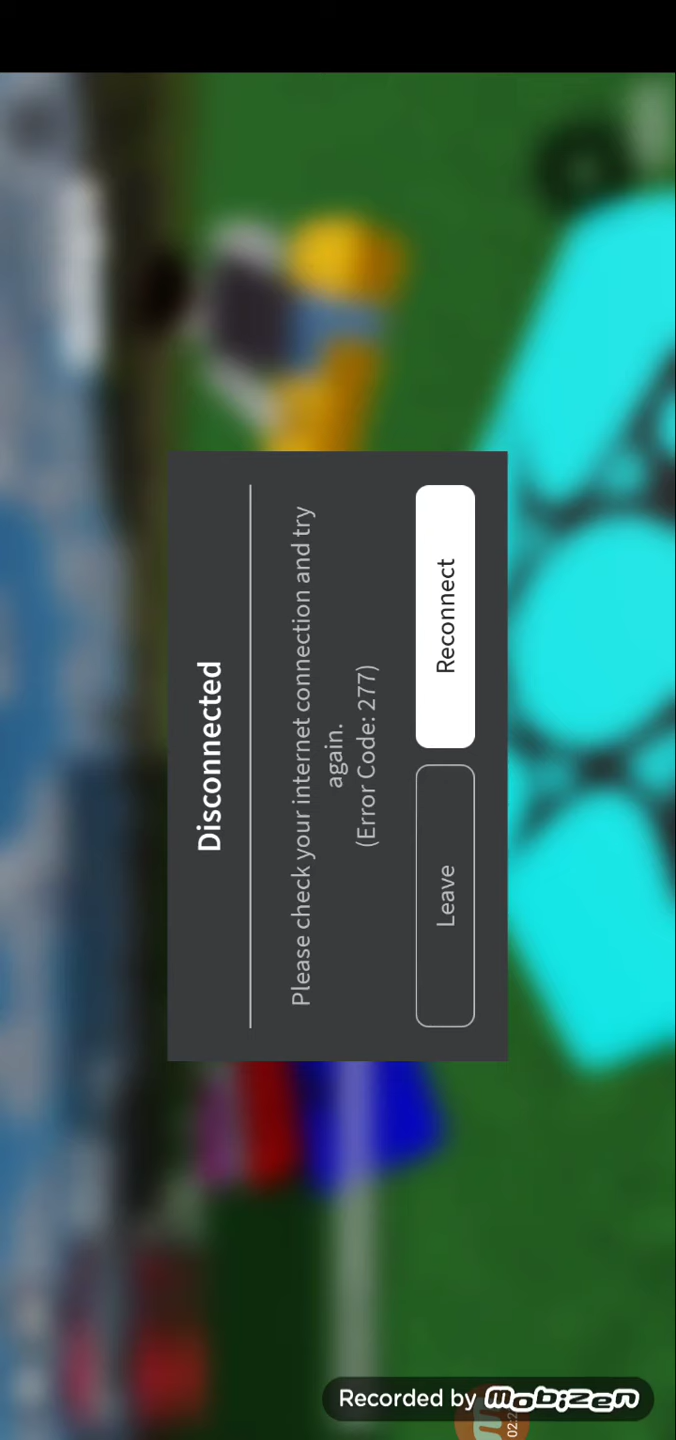 Disconnected
Please check your internet connection and try
again.
(Error Code: 277)
Reconnect
Leave
Recorded by Mobizen